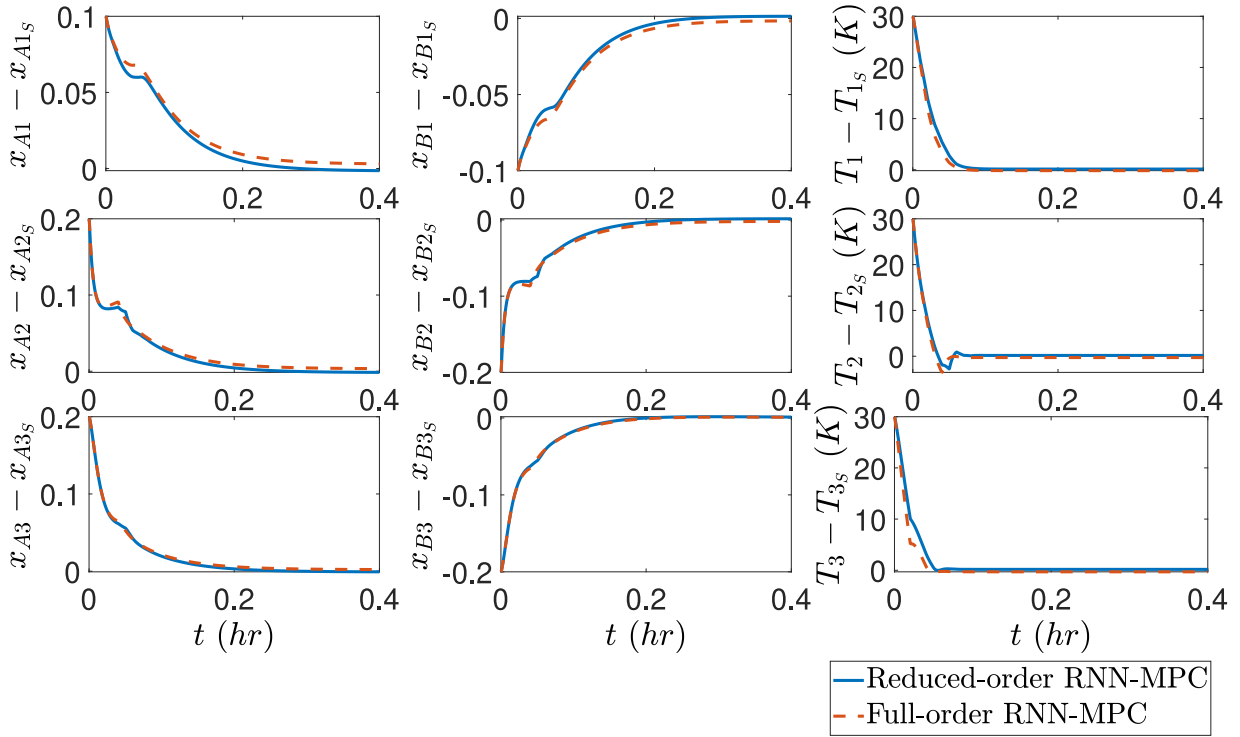 0.1
0.05
0
0 0.2 0.4
x_{A1} − x_{A1_S}
0
-0.05
-0.1
0 0.2 0.4
x_{B1} − x_{B1_S}
30
20
10
0
0 0.2 0.4
T_1 − T_{1_S} (K)
0.2
0.1
0
0 0.2 0.4
x_{A2} − x_{A2_S}
0
-0.1
-0.2
0 0.2 0.4
x_{B2} − x_{B2_S}
30
20
10
0
0 0.2 0.4
T_2 − T_{2_S} (K)
0.2
0.1
0
0 0.2 0.4
x_{A3} − x_{A3_S}
t (hr)
0
-0.1
-0.2
0 0.2 0.4
x_{B3} − x_{B3_S}
t (hr)
30
20
10
0
0 0.2 0.4
T_3 − T_{3_S} (K)
t (hr)
Reduced-order RNN-MPC
Full-order RNN-MPC